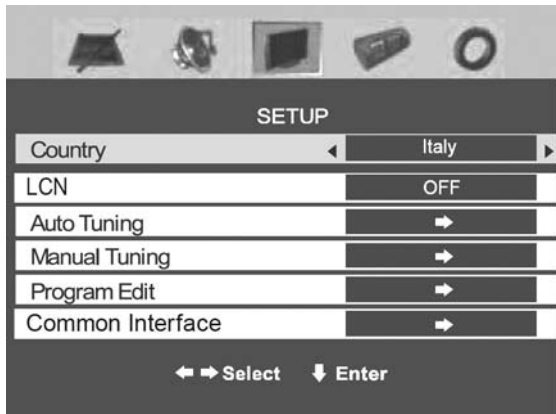 SETUP
Country Italy
LCN OFF
Auto Tuning
Manual Tuning
Program Edit
Common Interface
Select Enter